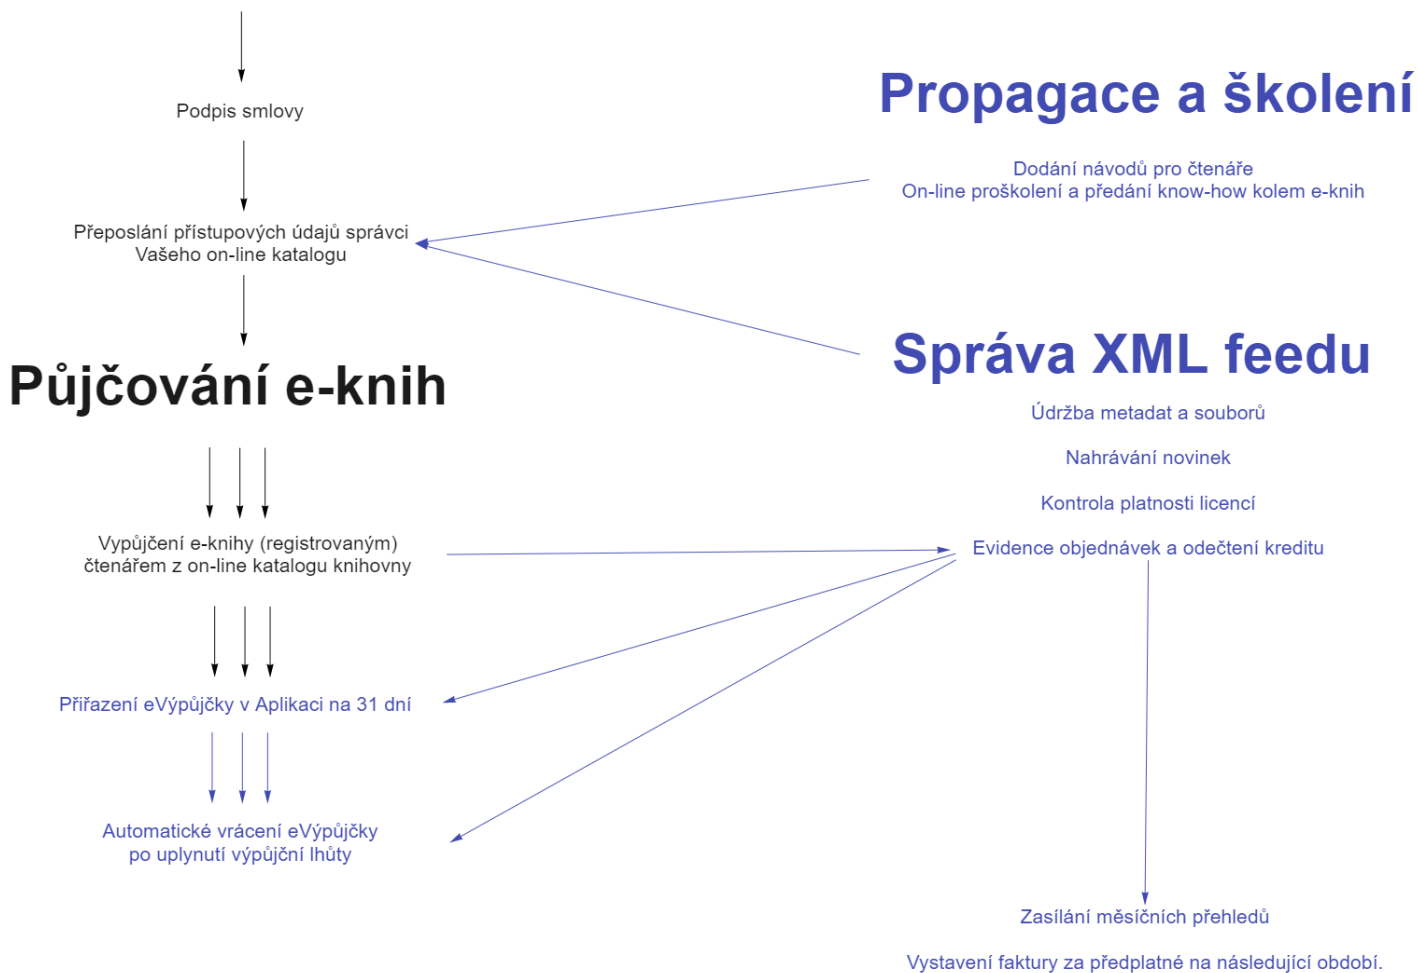 Podpis smlovy
Přeposlání přístupových údajů správci
Vašeho on-line katalogu
Půjčování e-knih
Vypůjčení e-knihy (registrovaným)
čtenářem z on-line katalogu knihovny
Přiřazení eVýpůjčky v Aplikaci na 31 dní
Automatické vrácení eVýpůjčky
po uplynutí výpůjční lhůty
Propagace a školení
Dodání návodů pro čtenáře
On-line proškolení a předání know-how kolem e-knih
Správa XML feedu
Údržba metadat a souborů
Nahrávání novinek
Kontrola platnosti licencí
Evidence objednávek a odečtení kreditu
Zasílání měsíčních přehledů
Vystavení faktury za předplatné na následující období.